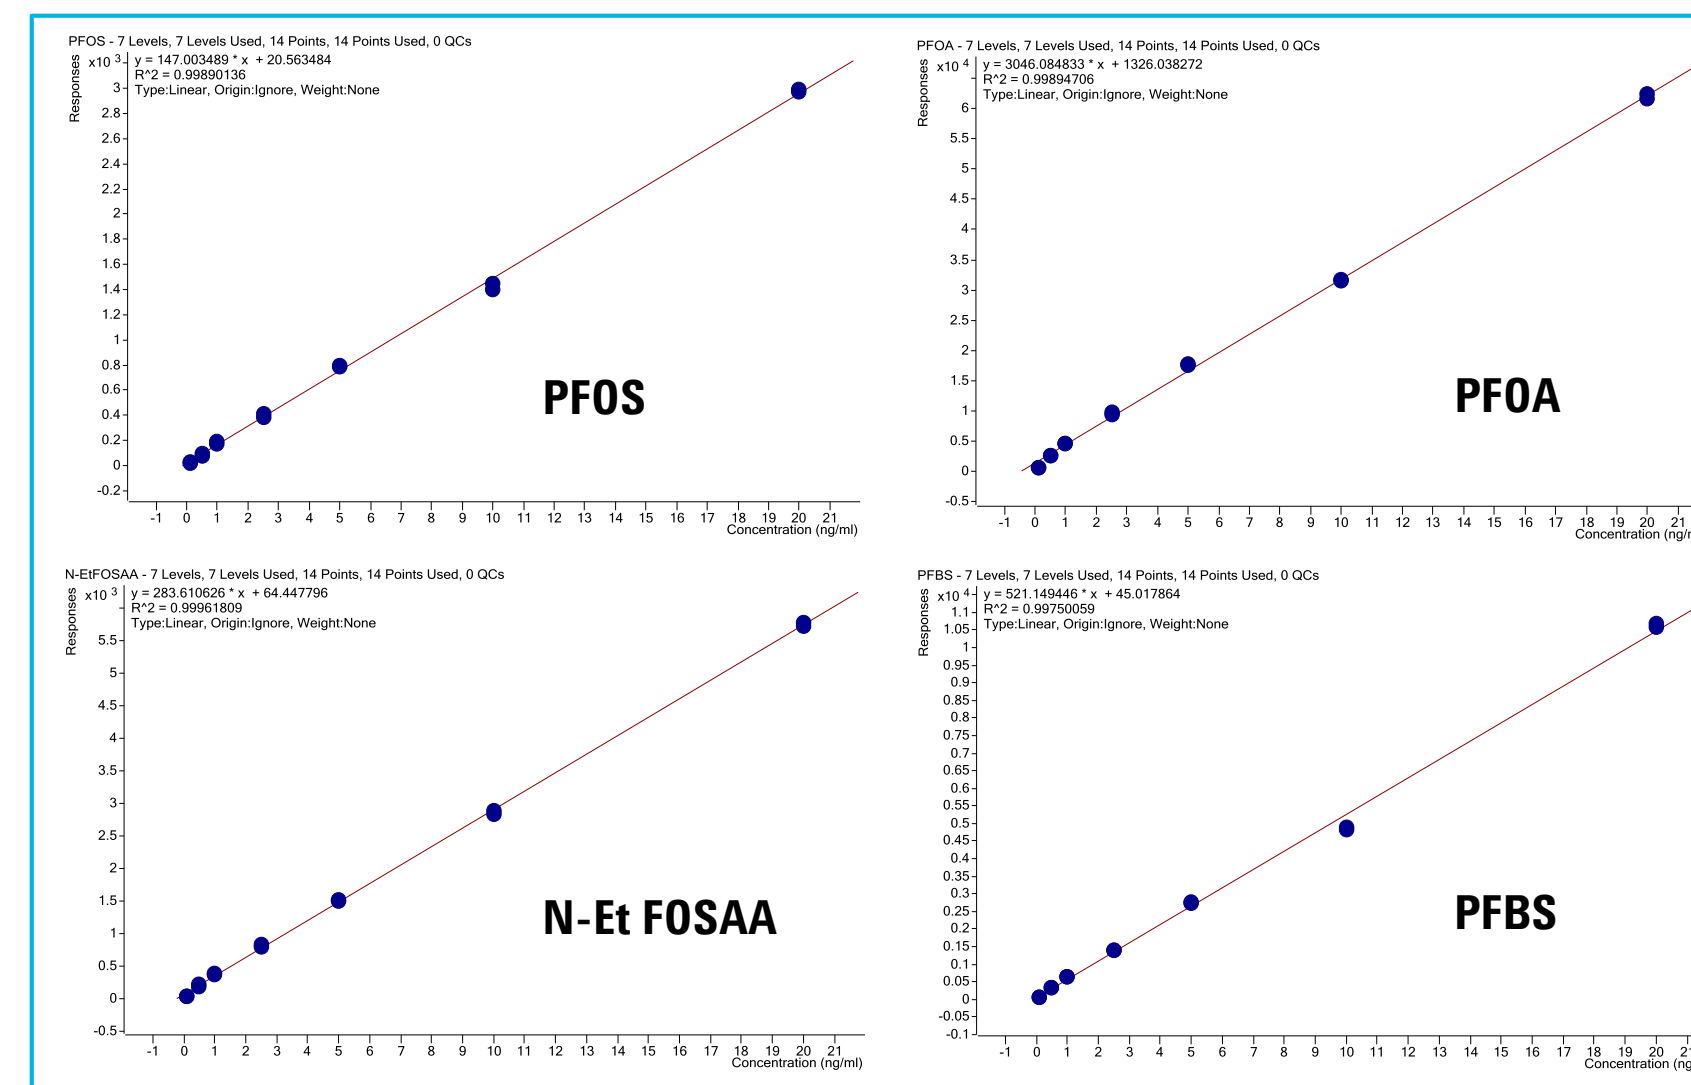 PFOS - 7 Levels, 7 Levels Used, 14 Points, 14 Points Used, 0 QCs
Responses
x10 3
y = 147.003489 * x + 20.563484
R^2 = 0.99890136
Type:Linear, Origin:Ignore, Weight:None
3
2.8
2.6
2.4
2.2
2
1.8
1.6
1.4
1.2
1
0.8
0.6
0.4
0.2
0
-0.2
PFOS
-1 0 1 2 3 4 5 6 7 8 9 10 11 12 13 14 15 16 17 18 19 20 21
Concentration (ng/ml)
PFOA - 7 Levels, 7 Levels Used, 14 Points, 14 Points Used, 0 QCs
Responses
x10 4
y = 3046.084833 * x + 1326.038272
R^2 = 0.99894706
Type:Linear, Origin:Ignore, Weight:None
6
5.5
5
4.5
4
3.5
3
2.5
2
1.5
1
0.5
0
-0.5
PFOA
-1 0 1 2 3 4 5 6 7 8 9 10 11 12 13 14 15 16 17 18 19 20 21
Concentration
N-EtFOSAA - 7 Levels, 7 Levels Used, 14 Points, 14 Points Used, 0 QCs
Responses
x10 3
y = 283.610626 * x + 64.447796
R^2 = 0.99961809
Type:Linear, Origin:Ignore, Weight:None
5.5
5
4.5
4
3.5
3
2.5
2
1.5
1
0.5
0
-0.5
N-Et FOSAA
-1 0 1 2 3 4 5 6 7 8 9 10 11 12 13 14 15 16 17 18 19 20 21
Concentration (ng/ml)
PFBS - 7 Levels, 7 Levels Used, 14 Points, 14 Points Used, 0 QCs
Responses
x10 4
y = 521.149446 * x + 45.017864
R^2 = 0.99750059
Type:Linear, Origin:Ignore, Weight:None
1.1
1.05
1
0.95
0.9
0.85
0.8
0.75
0.7
0.65
0.6
0.55
0.5
0.45
0.4
0.35
0.3
0.25
0.2
0.15
0.1
0.05
0
-0.05
-0.1
PFBS
-1 0 1 2 3 4 5 6 7 8 9 10 11 12 13 14 15 16 17 18 19 20
Concentration